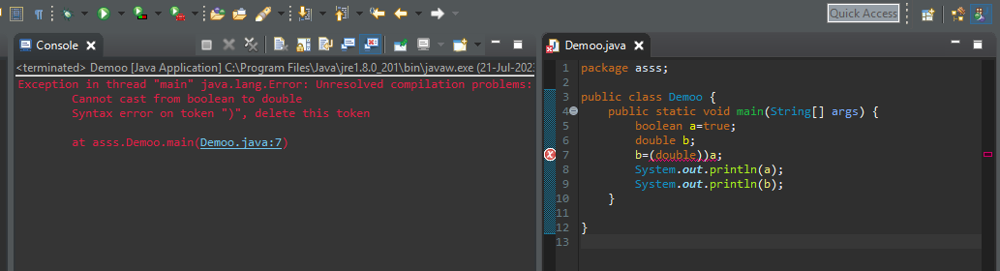 Quick Access
Console
<terminated> Demoo [Java Application] C:\Program Files\Java\jre1.8.0_201\bin\javaw.exe (21-Jul-202
Exception in thread "main" java.lang.Error: Unresolved compilation problems:
Cannot cast from boolean to double
Syntax error on token ")", delete this token
at asss.Demoo.main(Demoo.java:7)
Demoo.java
1 package asss;
2
3 public class Demoo {
4 public static void main(String[] args) {
5 boolean a=true;
6 double b;
7 b=(double))a;
8 System.out.println(a);
9 System.out.println(b);
10 }
11
12 }
13